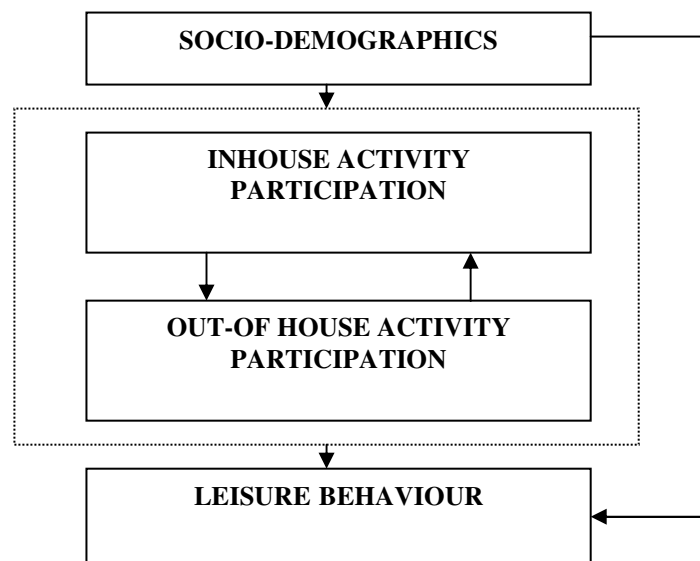 SOCIO-DEMOGRAPHICS
INHOUSE ACTIVITY
PARTICIPATION
OUT-OF HOUSE ACTIVITY
PARTICIPATION
LEISURE BEHAVIOUR